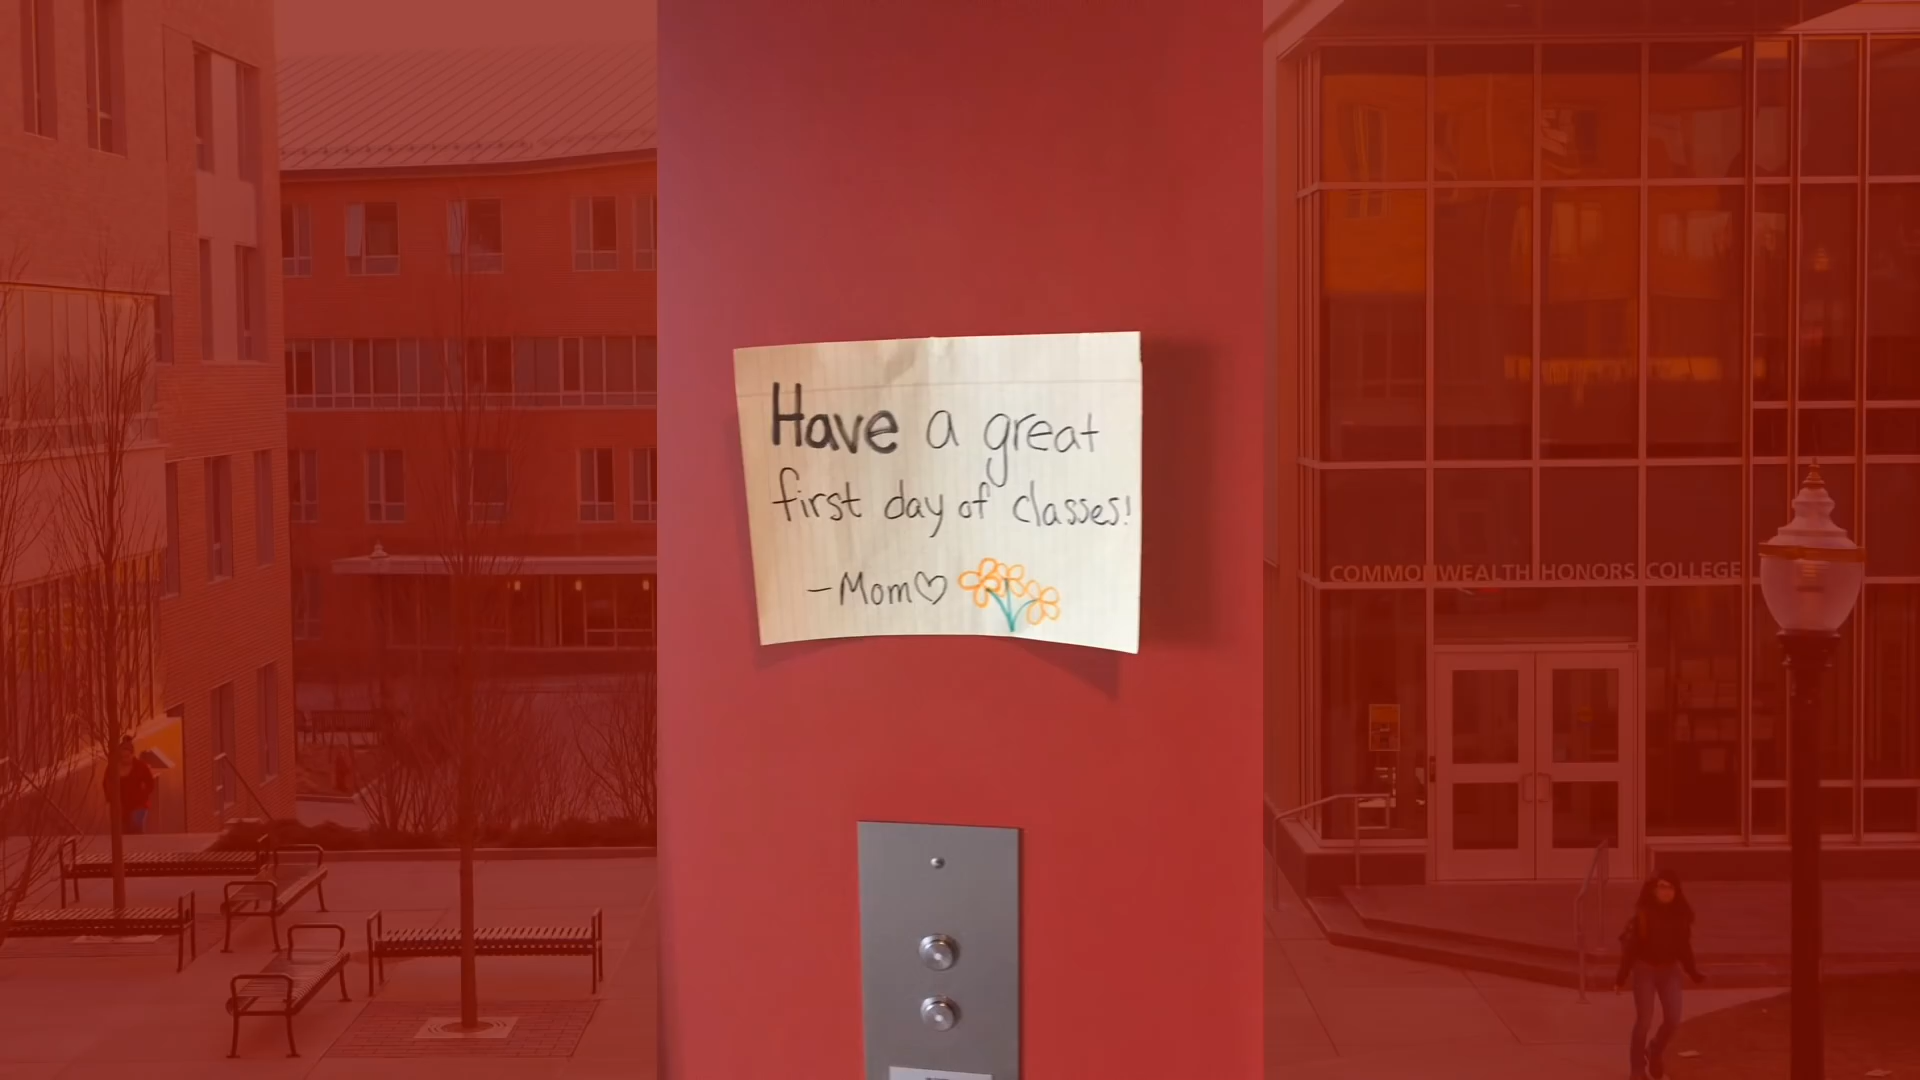 Have a great
first day of classes!
-Mom♡
COMMONWEALTH HONORS COLLEGE